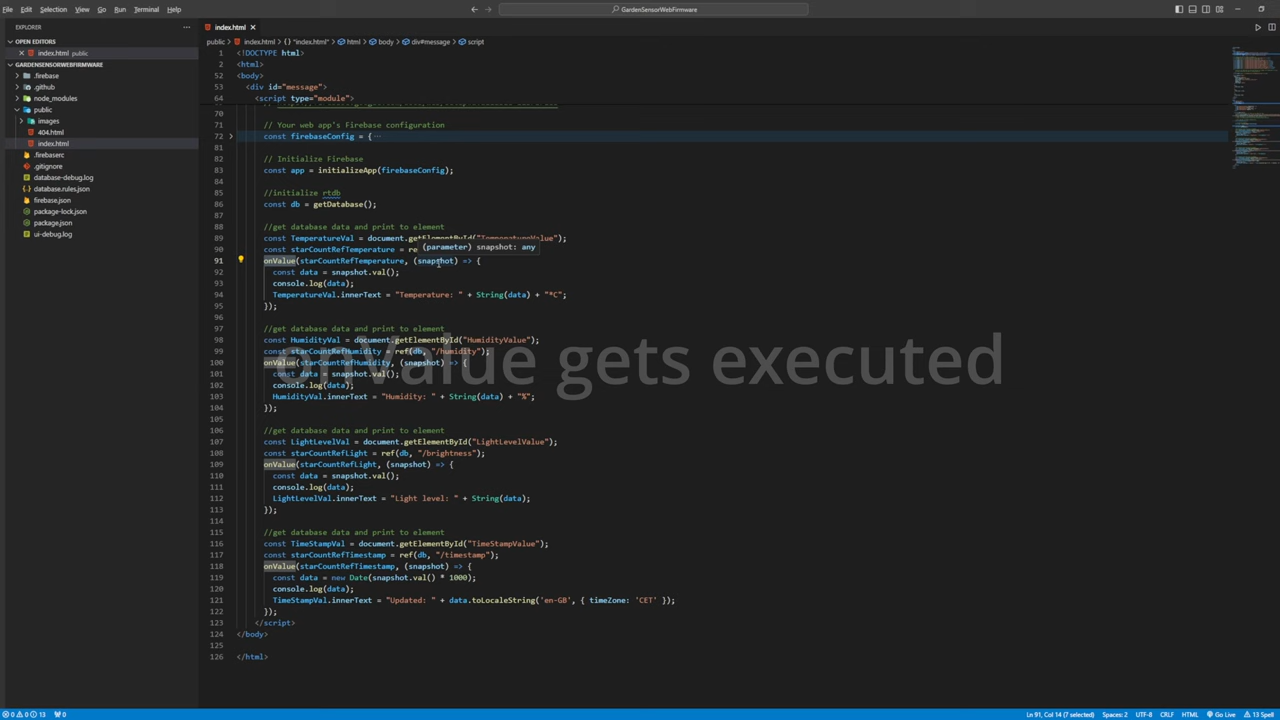 File Edit Selection View Go Run Terminal Help
GardenSensorWebFirmware
EXPLORER
OPEN EDITORS
index.html public
GARDENSENSORWEBFIRMWARE
.firebase
.github
node_modules
public
images
404.html
index.html
.firebaserc
.gitignore
database-debug.log
database.rules.json
firebase.json
package-lock.json
package.json
ui-debug.log
index.html
public > index.html > "index.html" > html > body > div#message > script
1 <!DOCTYPE html>
2 <html>
52 <body>
53 <div id="message">
64 <script type="module">
70
71 // Your web app's Firebase configuration
72 const firebaseConfig = {
81
82 // Initialize Firebase
83 const app = initializeApp(firebaseConfig);
84
85 //initialize rtdb
86 const db = getDatabase();
87
88 //get database data and print to element
89 const TemperatureVal = document.getElementById("TemperatureValue");
(parameter) snapshot: any
90 const starCountRefTemperature = re
91 onValue(starCountRefTemperature, (snapshot) => {
92 const data = snapshot.val();
93 console.log(data);
94 TemperatureVal.innerText = "Temperature: " + String(data) + "*C";
95 });
96
97 //get database data and print to element
98 const HumidityVal = document.getElementById("HumidityValue");
99 const starCountRefHumidity = ref(db, "/humidity");
100 onValue(starCountRefHumidity, (snapshot) => {
onValue gets executed
101 const data = snapshot.val();
102 console.log(data);
103 HumidityVal.innerText = "Humidity: " + String(data) + "%";
104 });
105
106 //get database data and print to element
107 const LightLevelVal = document.getElementById("LightLevelValue");
108 const starCountRefLight = ref(db, "/brightness");
109 onValue(starCountRefLight, (snapshot) => {
110 const data = snapshot.val();
111 console.log(data);
112 LightLevelVal.innerText = "Light level: " + String(data);
113 });
114
115 //get database data and print to element
116 const TimeStampVal = document.getElementById("TimeStampValue");
117 const starCountRefTimestamp = ref(db, "/timestamp");
118 onValue(starCountRefTimestamp, (snapshot) => {
119 const data = new Date(snapshot.val() * 1000);
120 console.log(data);
121 TimeStampVal.innerText = "Updated: " + data.toLocaleString('en-GB', { timeZone: 'CET' });
122 });
123 </script>
124 </body>
125
126 </html>
0 0 13 0 Ln 91, Col 14 (7 selected) Spaces: 2 UTF-8 CRLF HTML Go Live 13 Spell